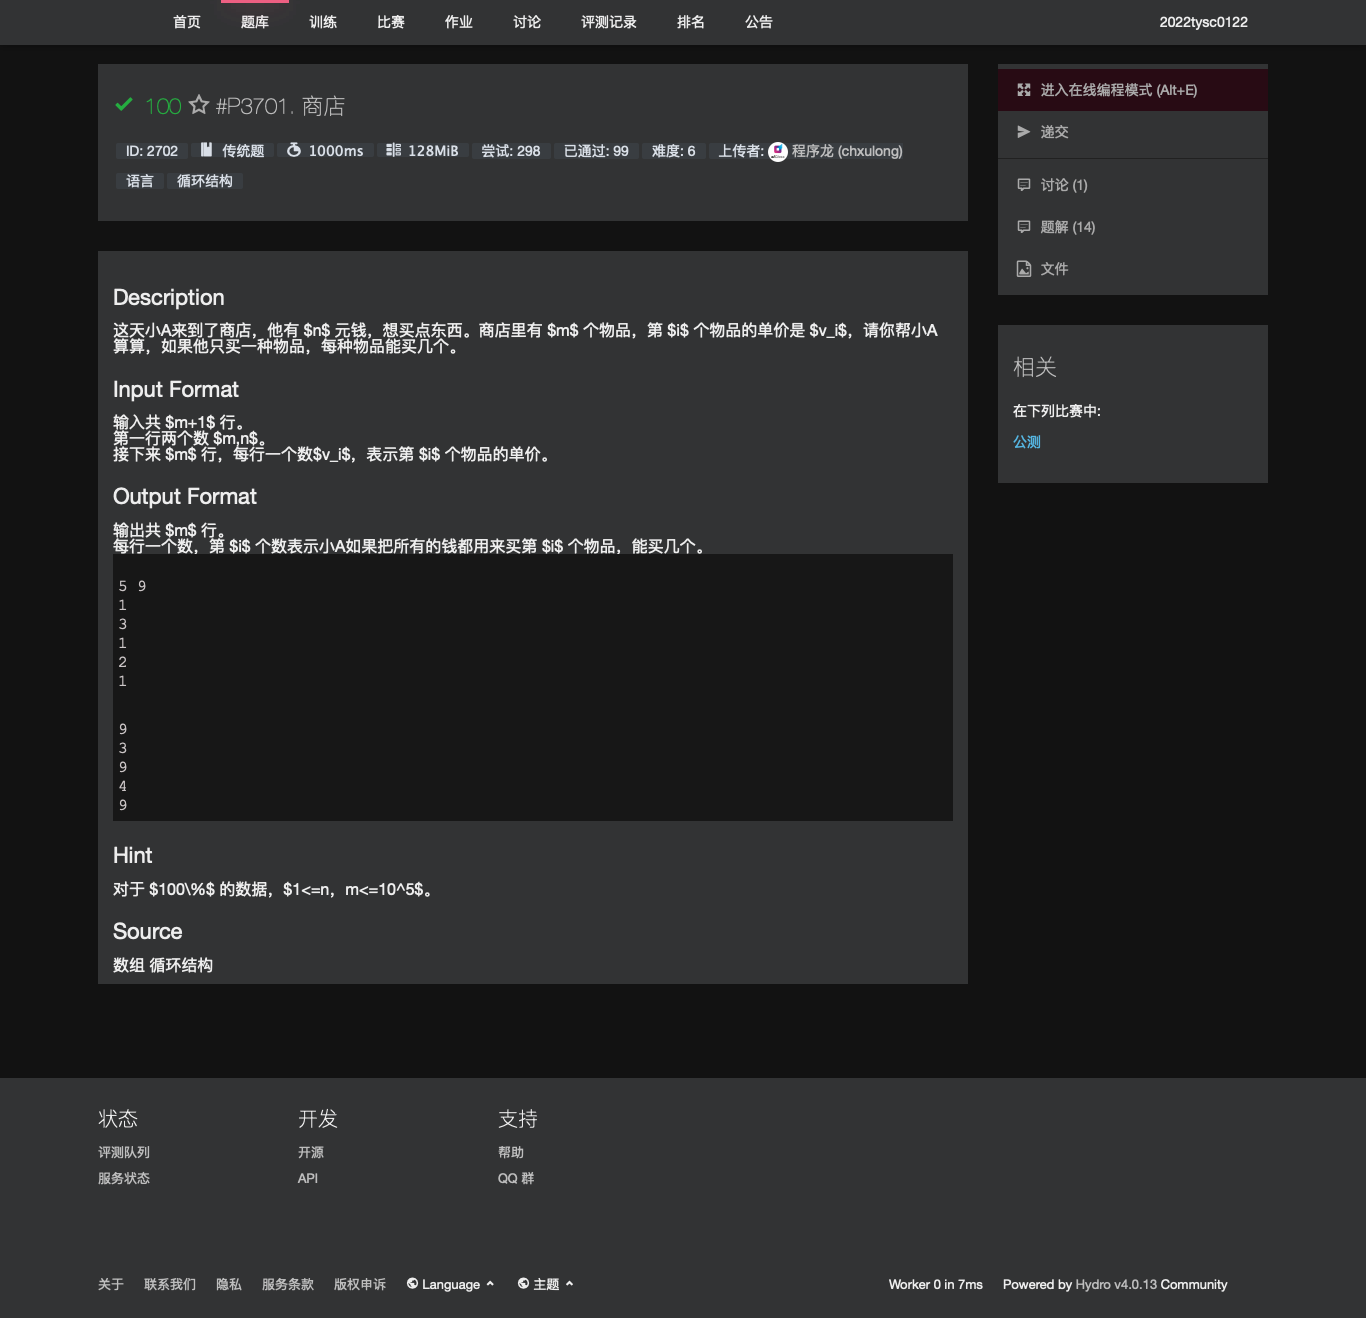 首页 题库 训练 比赛 作业 讨论 评测记录 排名 公告 2022tysc0122
100 #P3701. 商店
ID: 2702 传统题 1000ms 128MiB 尝试: 298 已通过: 99 难度: 6 上传者: 程序龙 (chxulong)
语言 循环结构
Description
这天小A来到了商店，他有 $n$ 元钱，想买点东西。商店里有 $m$ 个物品，第 $i$ 个物品的单价是 $v_i$，请你帮小A
算算，如果他只买一种物品，每种物品能买几个。
Input Format
输入共 $m+1$ 行。
第一行两个数 $m,n$。
接下来 $m$ 行，每行一个数$v_i$，表示第 $i$ 个物品的单价。
Output Format
输出共 $m$ 行。
每行一个数，第 $i$ 个数表示小A如果把所有的钱都用来买第 $i$ 个物品，能买几个。
5 9
1
3
1
2
1
9
3
9
4
9
Hint
对于 $100\%$ 的数据，$1<=n，m<=10^5$。
Source
数组 循环结构
进入在线编程模式 (Alt+E)
递交
讨论 (1)
题解 (14)
文件
相关
在下列比赛中:
公测
状态
评测队列
服务状态
开发
开源
API
支持
帮助
QQ 群
关于 联系我们 隐私 服务条款 版权申诉 Language 主题 Worker 0 in 7ms Powered by Hydro v4.0.13 Community